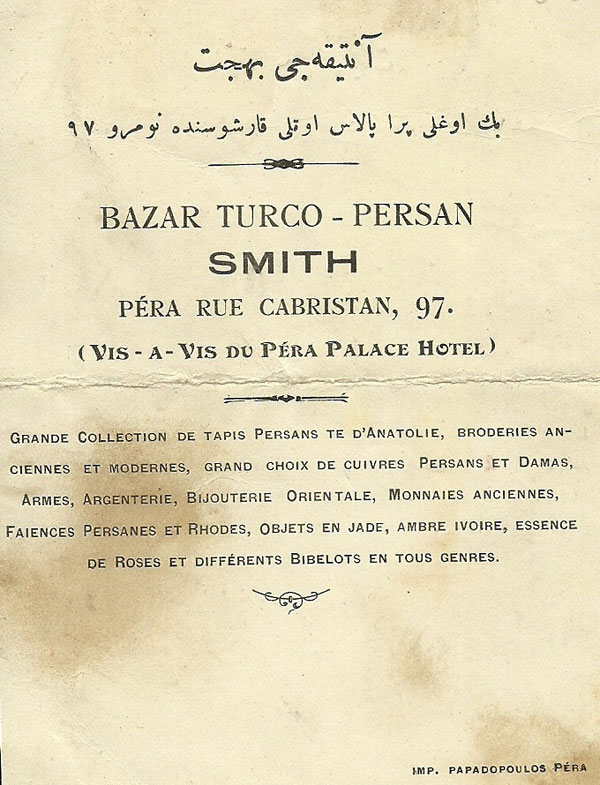 آنتيقه‌جی بهجت
بك اوغلی پرا پالاس اوتلی قارشوسنده نومرو ٩٧
BAZAR TURCO - PERSAN
SMITH
PÉRA RUE CABRISTAN, 97.
(VIS - A - VIS DU PÉRA PALACE HOTEL)
GRANDE COLLECTION DE TAPIS PERSANS TE D'ANATOLIE, BRODERIES AN-
CIENNES ET MODERNES, GRAND CHOIX DE CUIVRES PERSANS ET DAMAS,
ARMES, ARGENTERIE, BIJOUTERIE ORIENTALE, MONNAIES ANCIENNES,
FAIENCES PERSANES ET RHODES, OBJETS EN JADE, AMBRE IVOIRE, ESSENCE
DE ROSES ET DIFFÉRENTS BIBELOTS EN TOUS GENRES.
IMP. PAPADOPOULOS PÉRA